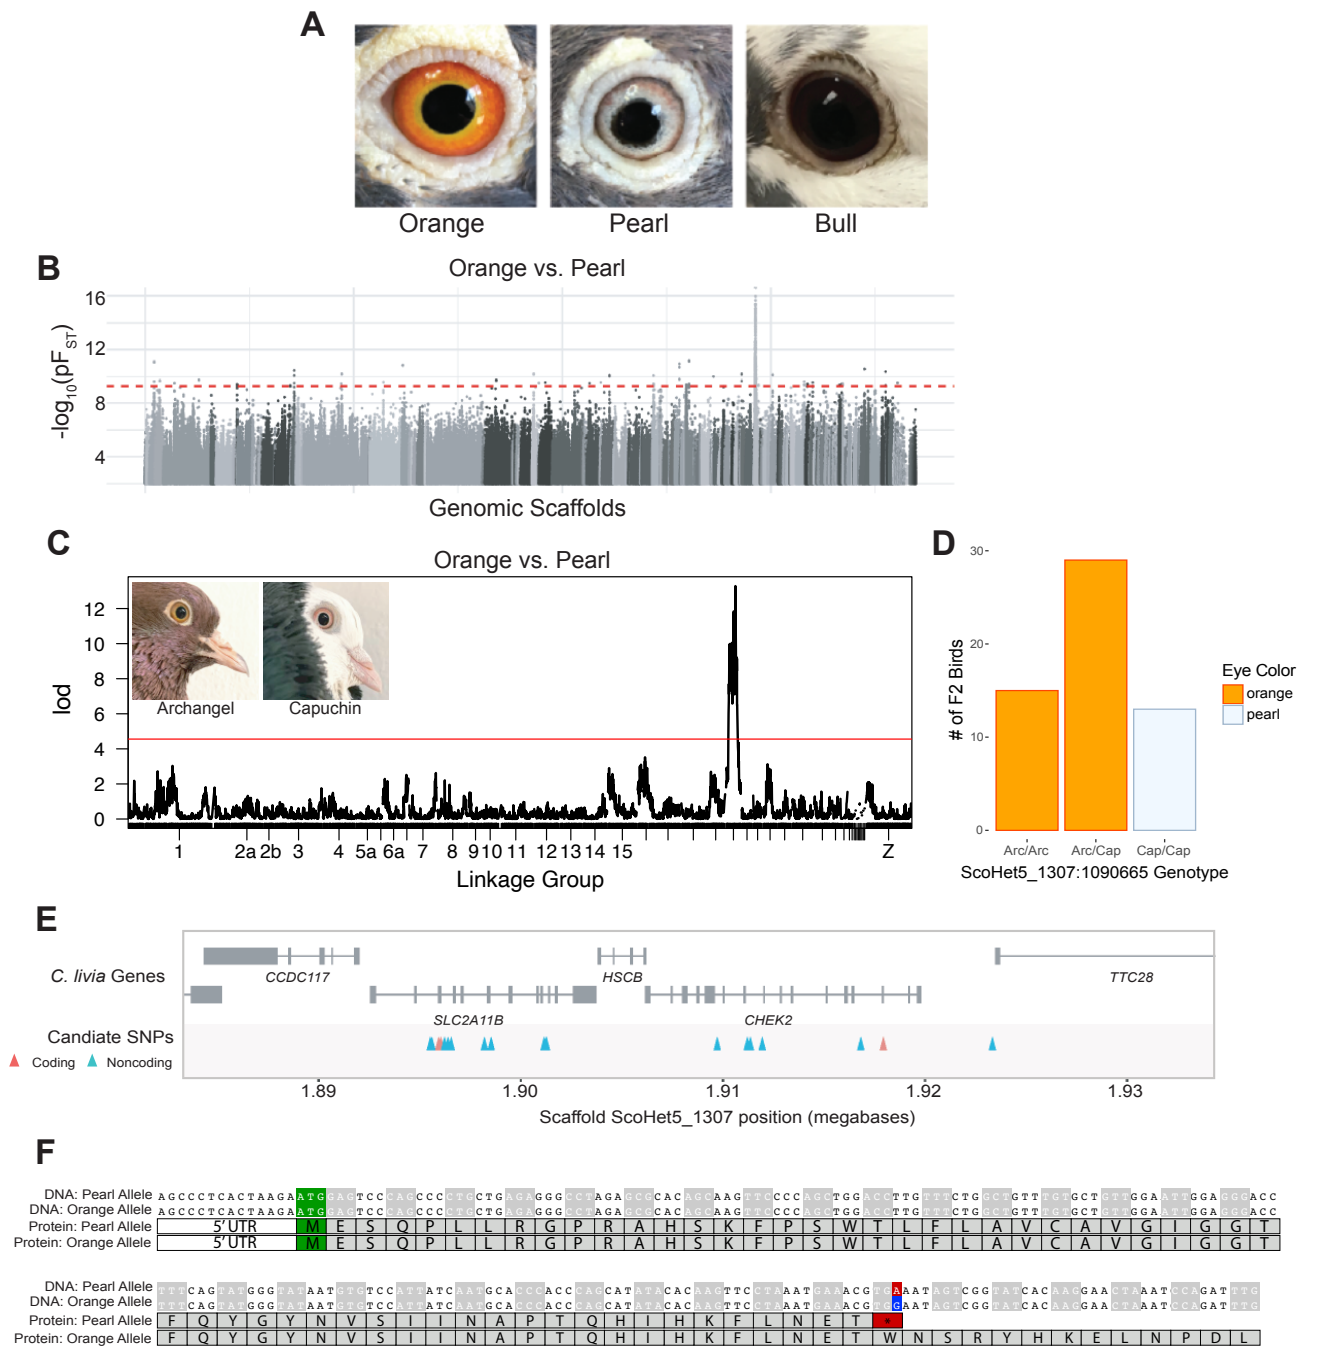 A
Orange
Pearl
Bull
B
Orange vs. Pearl
-log10(pFST)
16
12
8
4
Genomic Scaffolds
C
Orange vs. Pearl
lod
12
10
8
6
4
2
0
Archangel
Capuchin
1 2a 2b 3 4 5a 6a 7 8 9 10 11 12 13 14 15 Z
Linkage Group
D
# of F2 Birds
30
20
10
0
Arc/Arc Arc/Cap Cap/Cap
ScoHet5_1307:1090665 Genotype
Eye Color
orange
pearl
E
C. livia Genes
CCDC117
HSCB
TTC28
SLC2A11B
CHEK2
Candiate SNPs
Coding
Noncoding
1.89 1.90 1.91 1.92 1.93
Scaffold ScoHet5_1307 position (megabases)
F
DNA: Pearl Allele AGCCCTCACTAAGAATGGAGTCCCAGCCCCTGCTGAGAGGGCCTAGAGCGCACAGCAAGTTCCCCAGCTGGACCTTGTTTCTGGCTGTTTGTGCTGTTGGAATTGGAGGGACC
DNA: Orange Allele AGCCCTCACTAAGAATGGAGTCCCAGCCCCTGCTGAGAGGGCCTAGAGCGCACAGCAAGTTCCCCAGCTGGACCTTGTTTCTGGCTGTTTGTGCTGTTGGAATTGGAGGGACC
Protein: Pearl Allele 5'UTR M E S Q P L L R G P R A H S K F P S W T L F L A V C A V G I G G T
Protein: Orange Allele 5'UTR M E S Q P L L R G P R A H S K F P S W T L F L A V C A V G I G G T
DNA: Pearl Allele TTTCAGTATGGGTATAATGTGTCCATTATCAATGCACCCACCCAGCATATACACAAGTTCCTAAATGAAACGTGAAATAGTCGGTATCACAAGGAACTAAATCCAGATTTG
DNA: Orange Allele TTTCAGTATGGGTATAATGTGTCCATTATCAATGCACCCACCCAGCATATACACAAGTTCCTAAATGAAACGTGGAATAGTCGGTATCACAAGGAACTAAATCCAGATTTG
Protein: Pearl Allele F Q Y G Y N V S I I N A P T Q H I H K F L N E T *
Protein: Orange Allele F Q Y G Y N V S I I N A P T Q H I H K F L N E T W N S R Y H K E L N P D L